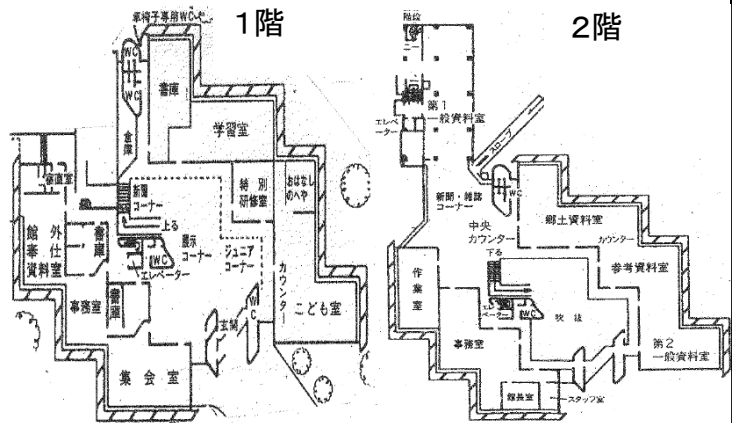 1階
車椅子専用WC
WC
WC
書庫
倉庫
学習室
宿直室
新聞
コーナー
特別
研修室
おはなし
のへや
館外
奉仕
資料室
書庫
上る
展示コーナー
WC
エレベーター
ジュニア
コーナー
カウンター
事務室
書庫
WC
こども室
玄関
集会室
2階
階段
第1
一般資料室
エレ
ベーター
スロープ
新聞・雑誌
コーナー
WC
郷土資料室
中央
カウンター
カウンター
下る
参考資料室
作業室
エレ
ベーター
WC
吹抜
事務室
第2
一般資料室
館長室
スタッフ室